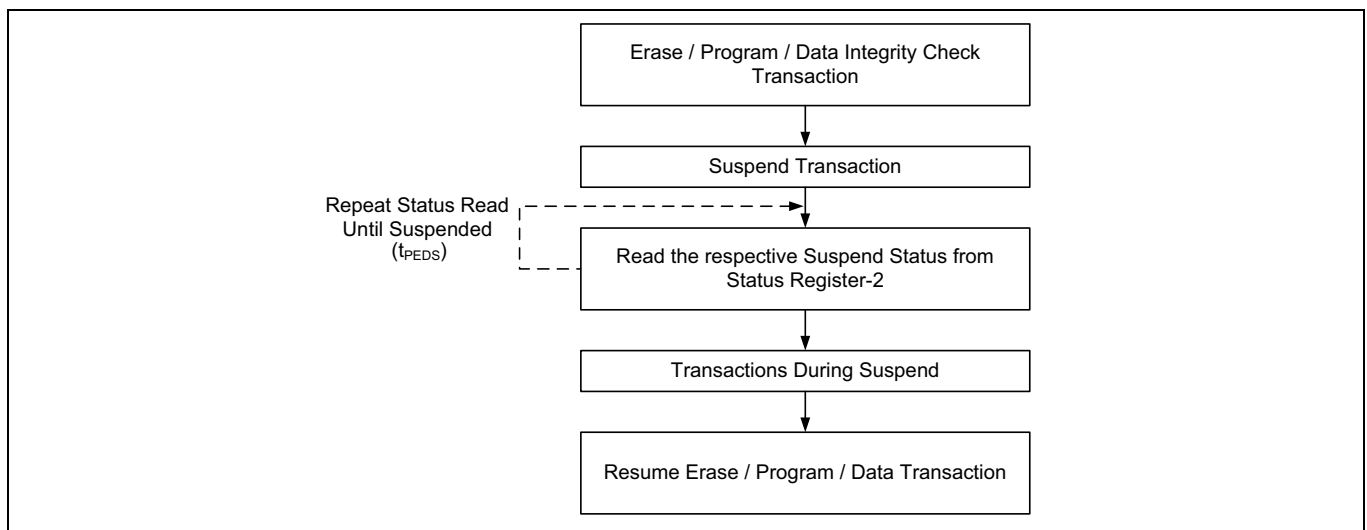 Erase / Program / Data Integrity Check
Transaction
Suspend Transaction
Repeat Status Read
Until Suspended
(tPEDS)
Read the respective Suspend Status from
Status Register-2
Transactions During Suspend
Resume Erase / Program / Data Transaction